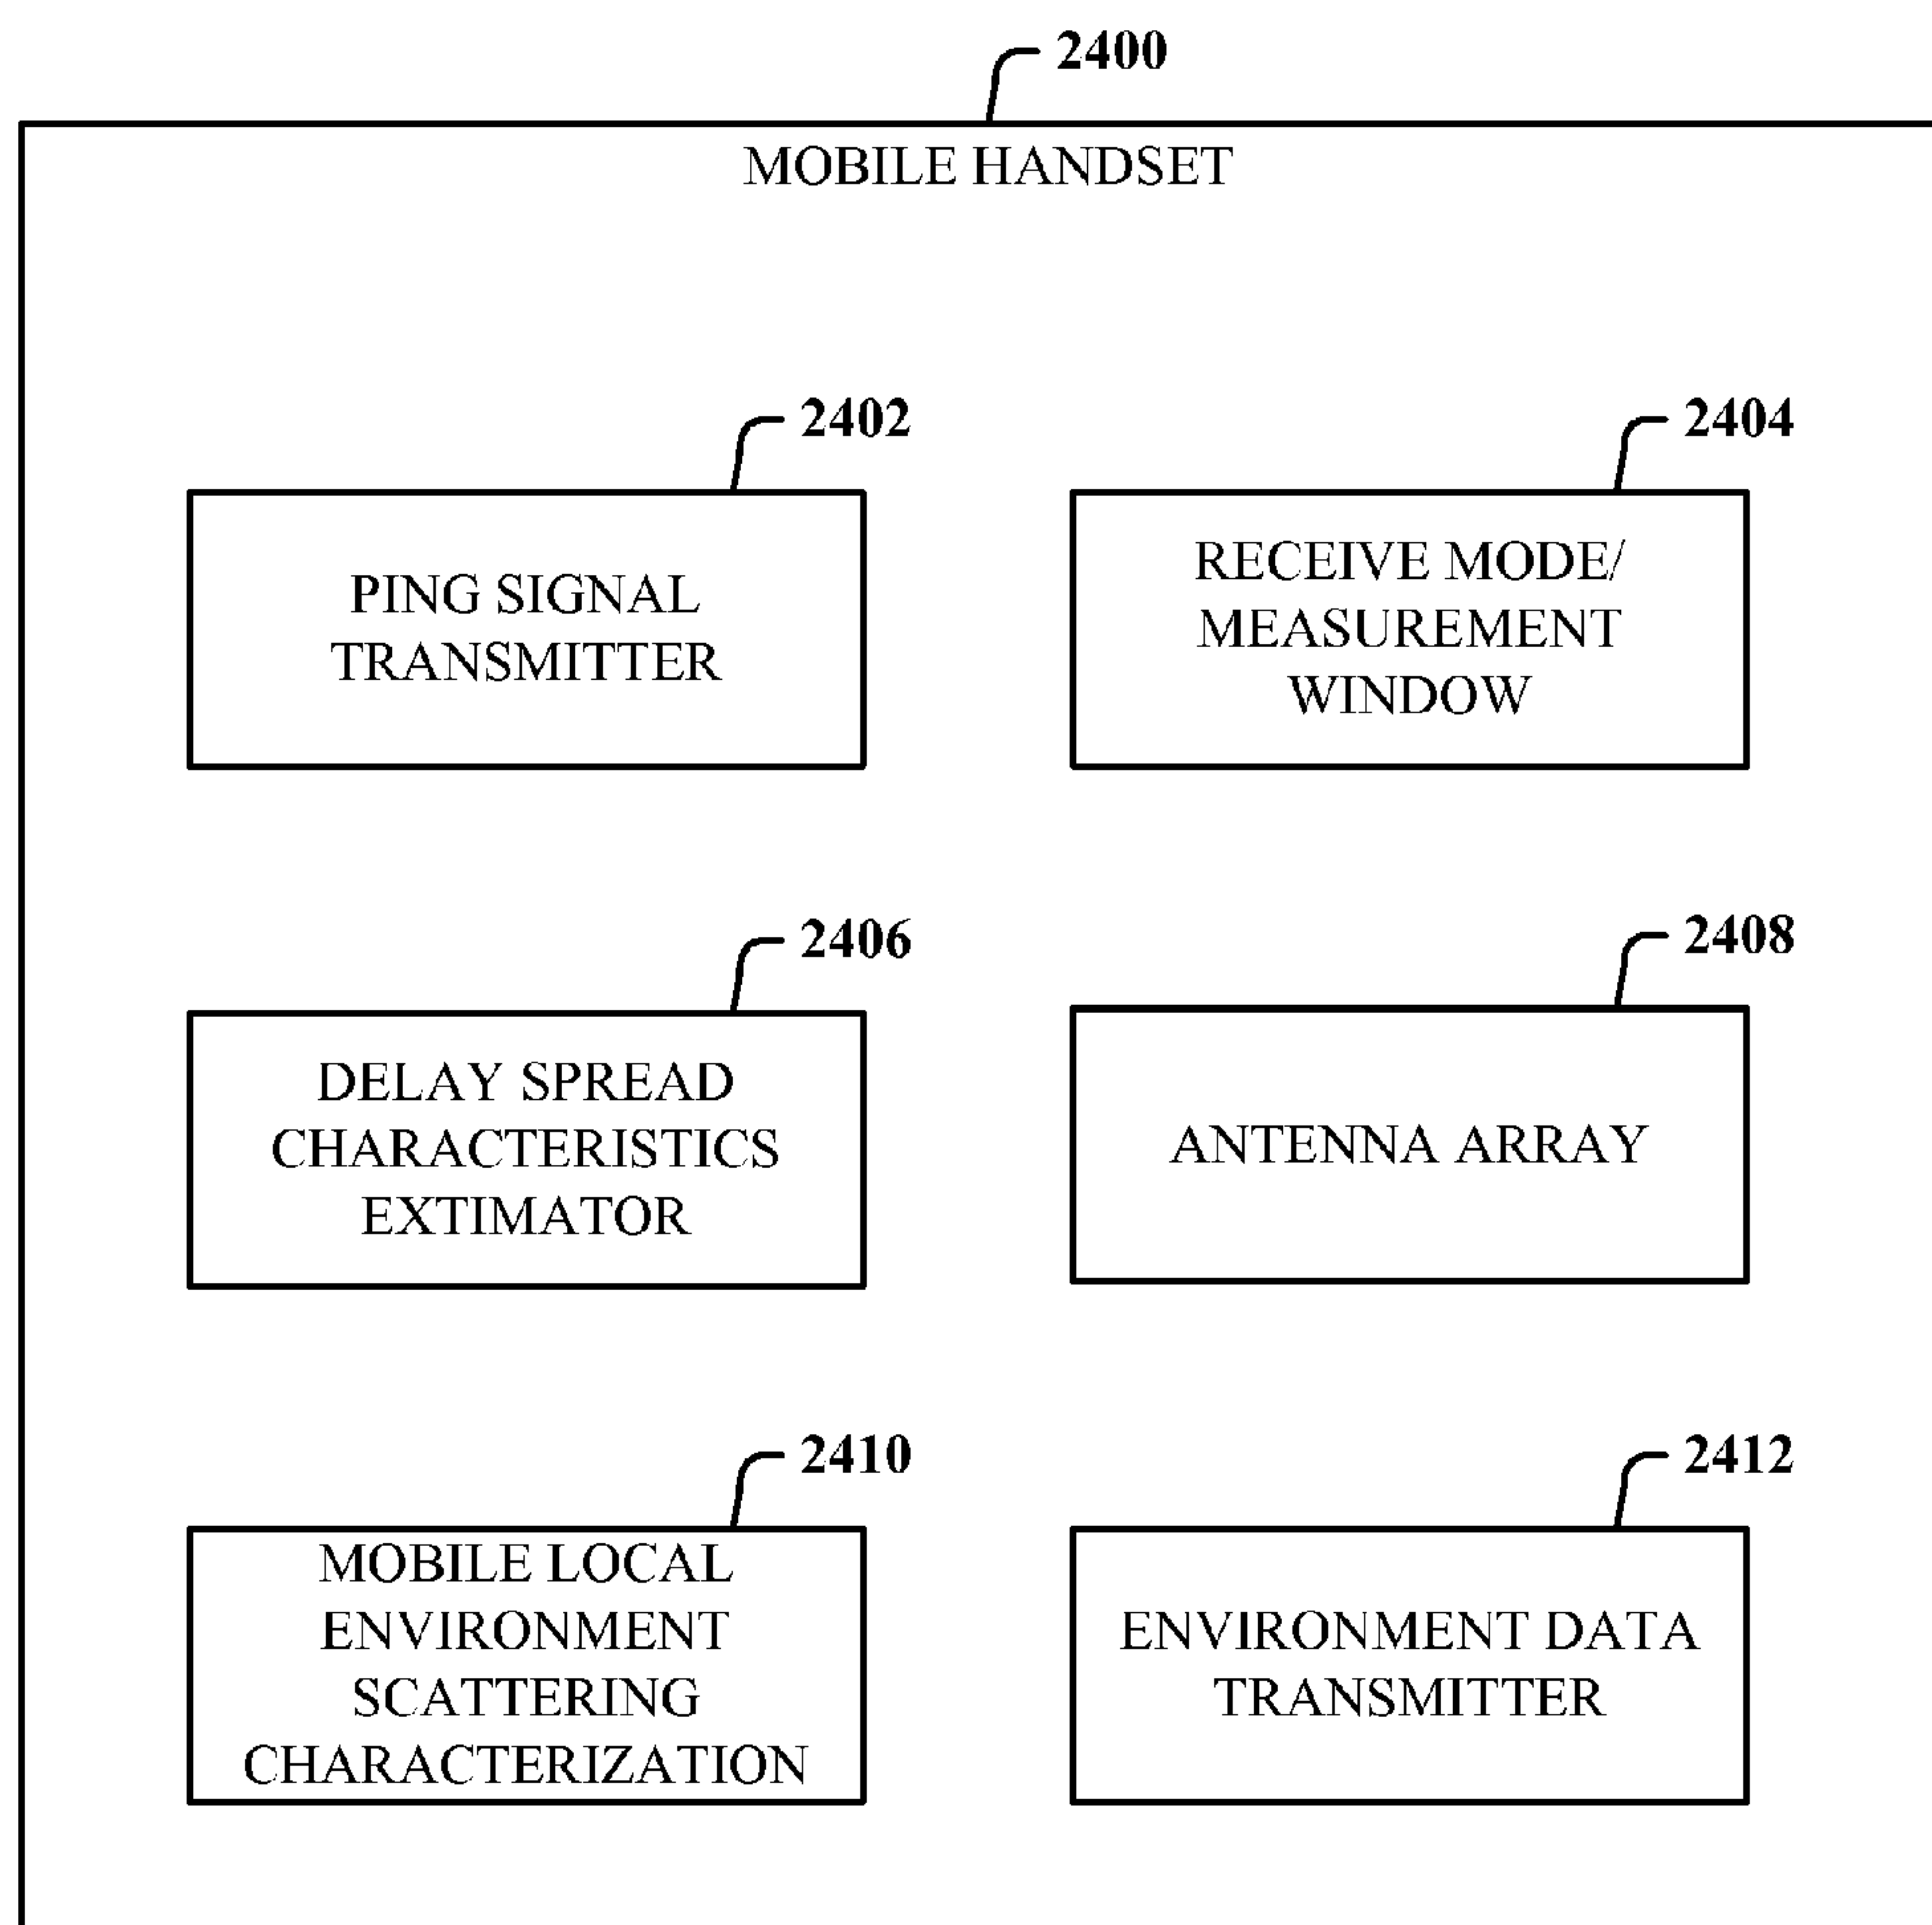 2400
MOBILE HANDSET
2402
PING SIGNAL
TRANSMITTER
2404
RECEIVE MODE/
MEASUREMENT
WINDOW
2406
DELAY SPREAD
CHARACTERISTICS
EXTIMATOR
2408
ANTENNA ARRAY
2410
MOBILE LOCAL
ENVIRONMENT
SCATTERING
CHARACTERIZATION
2412
ENVIRONMENT DATA
TRANSMITTER